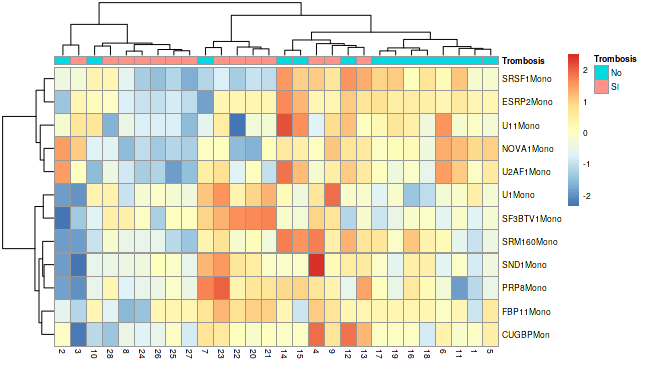 Trombosis
SRSF1Mono
ESRP2Mono
U11Mono
NOVA1Mono
U2AF1Mono
U1Mono
SF3BTV1Mono
SRM160Mono
SND1Mono
PRP8Mono
FBP11Mono
CUGBPMon
2 3 10 28 8 24 26 25 27 7 23 22 20 21 14 15 4 9 12 13 17 19 16 18 6 11 1 5
2
1
0
-1
-2
Trombosis
No
SI